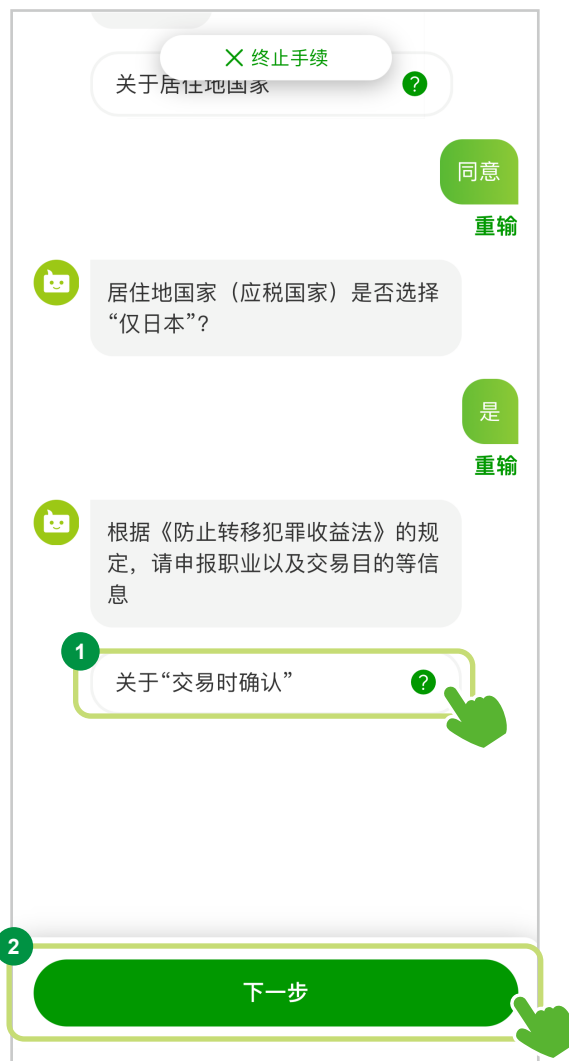 终止手续
关于居住地国家
?
同意
重输
居住地国家（应税国家）是否选择
“仅日本”?
是
重输
根据《防止转移犯罪收益法》的规
定，请申报职业以及交易目的等信
息
1
关于“交易时确认”
?
2
下一步